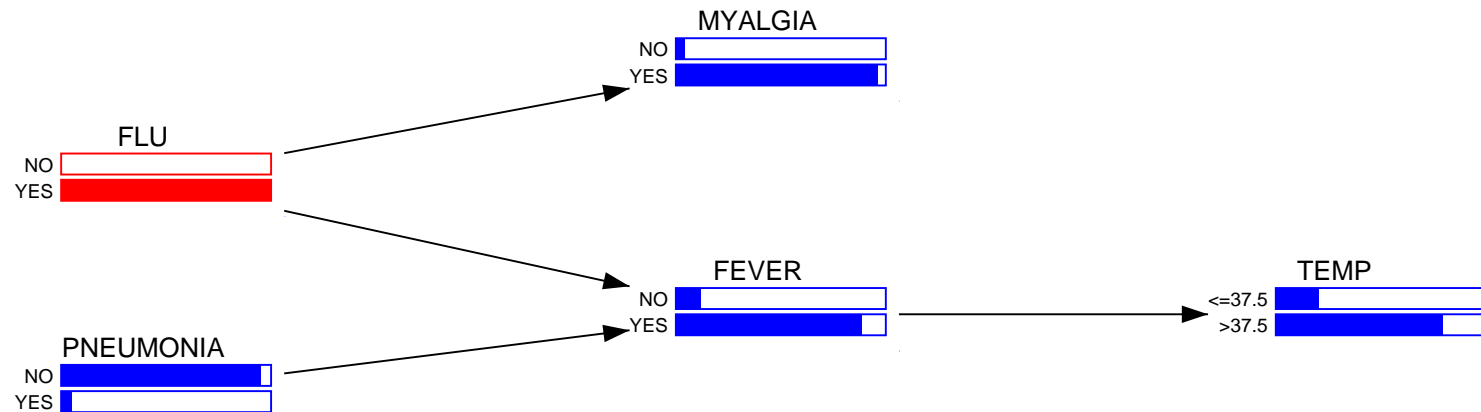 MYALGIA
NO
YES
FLU
NO
YES
FEVER
NO
YES
TEMP
<=37.5
>37.5
PNEUMONIA
NO
YES